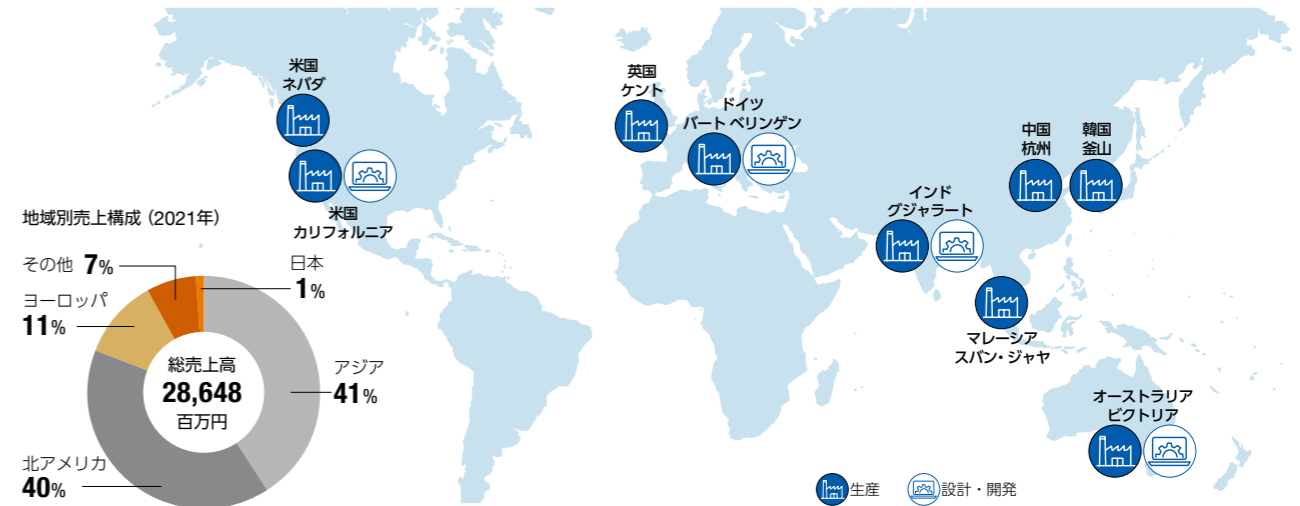 米国
ネバダ
米国
カリフォルニア
英国
ケント
ドイツ
バート ベリンゲン
中国
杭州
韓国
釜山
インド
グジャラート
マレーシア
スバン・ジャヤ
オーストラリア
ビクトリア
地域別売上構成（2021年）
その他 7%
日本
1%
ヨーロッパ
11%
アジア
41%
総売上高
28,648
百万円
北アメリカ
40%
生産
設計・開発